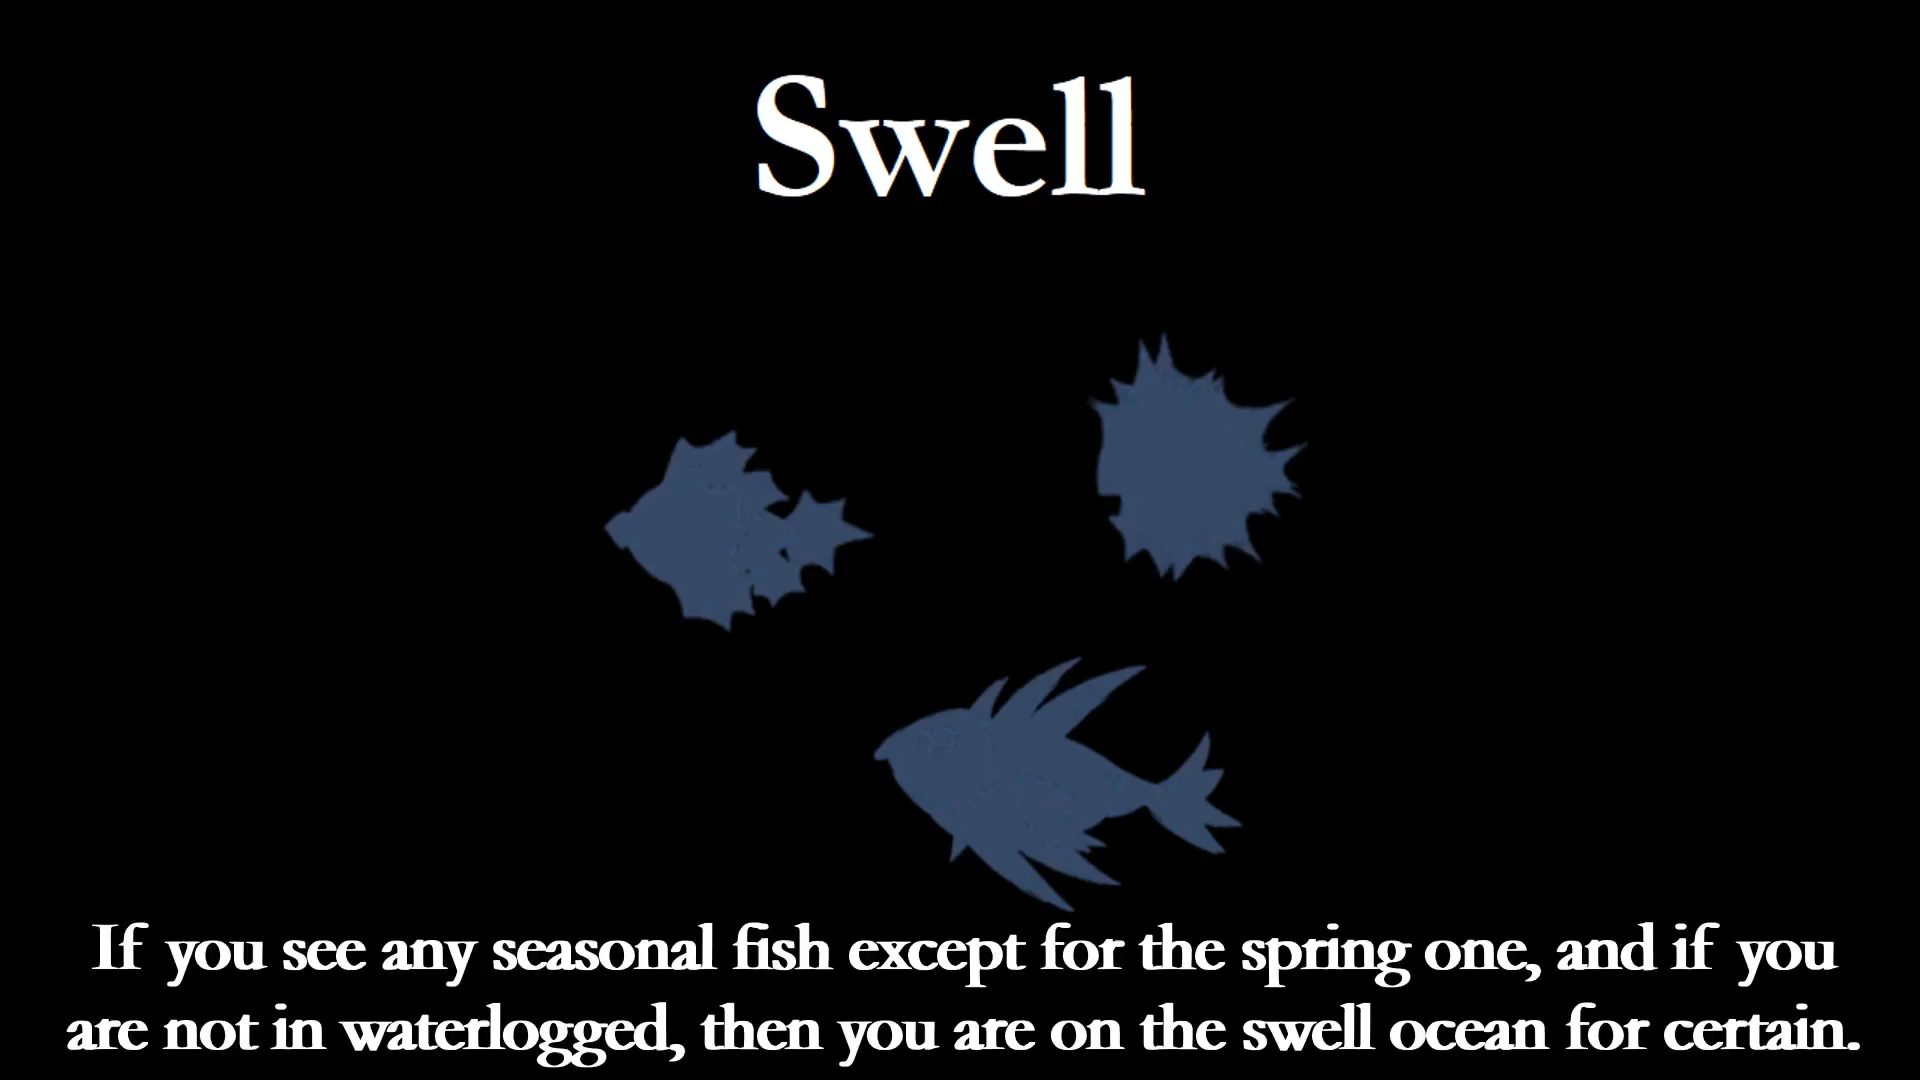 Swell
If you see any seasonal fish except for the spring one, and if you
are not in waterlogged, then you are on the swell ocean for certain.